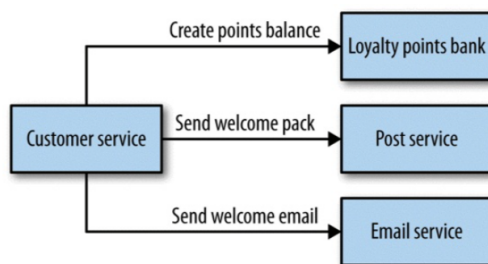 Create points balance
Loyalty points bank
Customer service
Send welcome pack
Post service
Send welcome email
Email service